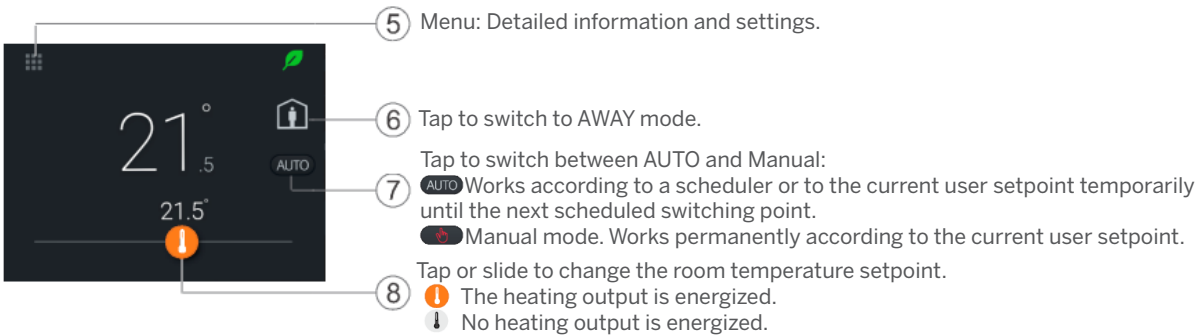 5 Menu: Detailed information and settings.
21.5°
6 Tap to switch to AWAY mode.
AUTO
7 Tap to switch between AUTO and Manual:
AUTO Works according to a scheduler or to the current user setpoint temporarily
until the next scheduled switching point.
Manual mode. Works permanently according to the current user setpoint.
21.5°
8 Tap or slide to change the room temperature setpoint.
The heating output is energized.
No heating output is energized.